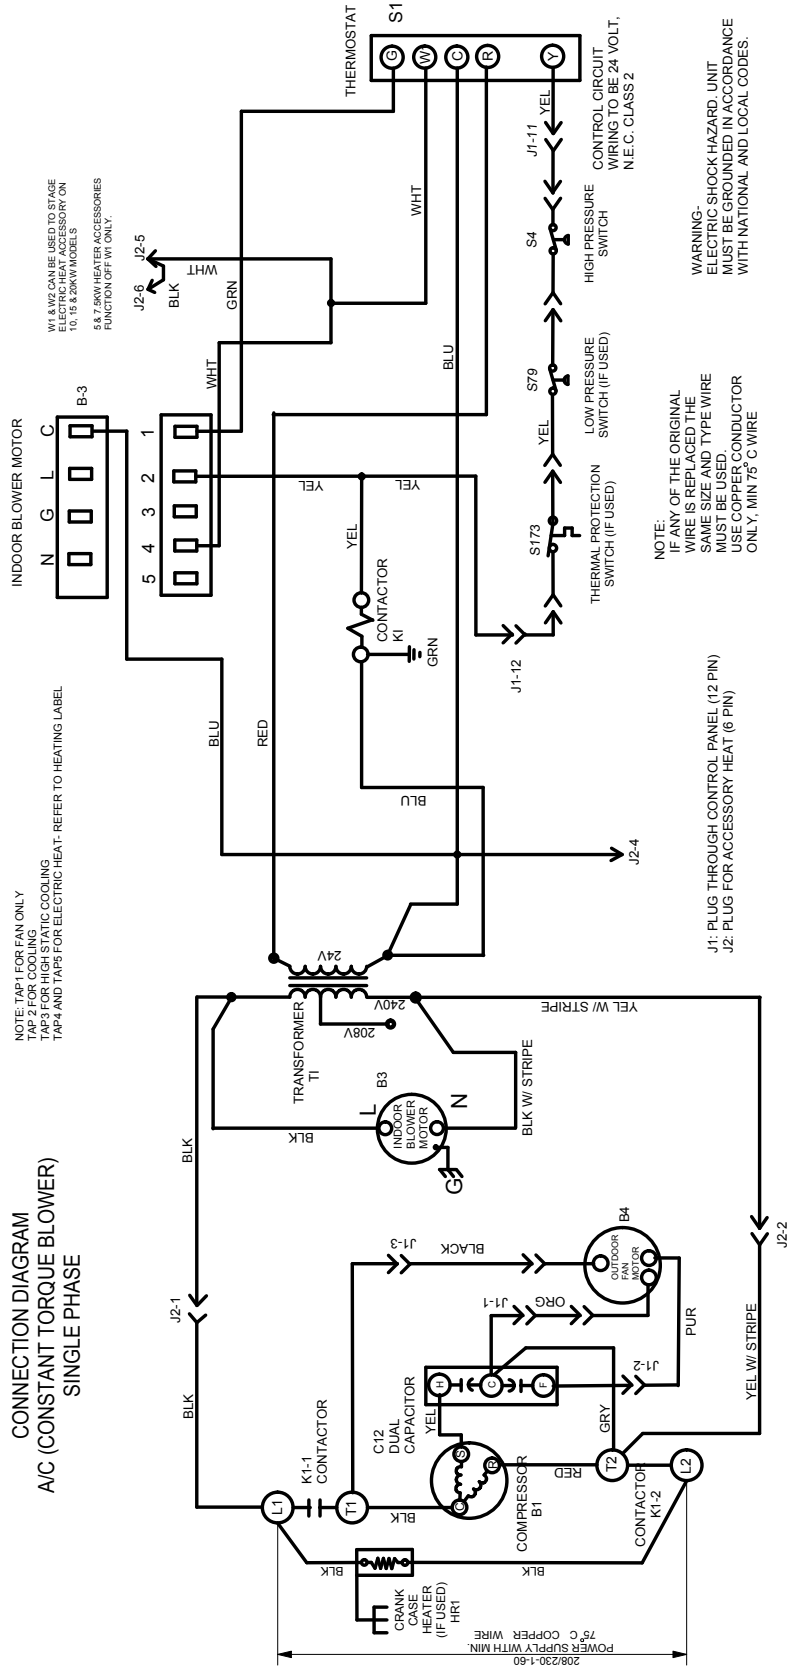 CONNECTION DIAGRAM
A/C (CONSTANT TORQUE BLOWER)
SINGLE PHASE
NOTE: TAP1 FOR FAN ONLY
TAP 2 FOR COOLING
TAP3 FOR HIGH STATIC COOLING
TAP4 AND TAP5 FOR ELECTRIC HEAT- REFER TO HEATING LABEL
INDOOR BLOWER MOTOR
N
G
L
C
B-3
5
4
3
2
1
W1 & W2 CAN BE USED TO STAGE
ELECTRIC HEAT ACCESSORY ON
10, 15 & 20KW MODELS
5 & 7.5KW HEATER ACCESSORIES
FUNCTION OFF W1 ONLY.
J2-6
J2-5
BLK
WHT
GRN
WHT
WHT
THERMOSTAT
S1
G
W
C
R
Y
BLK
J2-1
BLK
BLU
RED
BLU
YEL
YEL
YEL
CONTACTOR
KI
GRN
BLU
J2-4
24V
TRANSFORMER
TI
208V
240V
L
B3
INDOOR
BLOWER
MOTOR
N
G
BLK
BLK W/ STRIPE
YEL W/ STRIPE
J2-2
YEL W/ STRIPE
L1
K1-1
CONTACTOR
T1
BLK
C12
DUAL
CAPACITOR
YEL
H
C
F
S
R
C
COMPRESSOR
B1
RED
GRY
T2
L2
CONTACTOR
K1-2
J1-3
BLACK
J1-1
ORG
J1-2
PUR
B4
OUTDOOR
FAN
MOTOR
BLK
BLK
CRANK
CASE
HEATER
(IF USED)
HR1
208/230-1-60
POWER SUPPLY WITH MIN.
75° C COPPER WIRE
J1-12
S173
THERMAL PROTECTION
SWITCH (IF USED)
YEL
S79
LOW PRESSURE
SWITCH (IF USED)
S4
HIGH PRESSURE
SWITCH
J1-11
YEL
CONTROL CIRCUIT
WIRING TO BE 24 VOLT,
N.E.C. CLASS 2
J1: PLUG THROUGH CONTROL PANEL (12 PIN)
J2: PLUG FOR ACCESSORY HEAT (6 PIN)
NOTE:
IF ANY OF THE ORIGINAL
WIRE IS REPLACED THE
SAME SIZE AND TYPE WIRE
MUST BE USED.
USE COPPER CONDUCTOR
ONLY, MIN 75° C WIRE
WARNING-
ELECTRIC SHOCK HAZARD. UNIT
MUST BE GROUNDED IN ACCORDANCE
WITH NATIONAL AND LOCAL CODES.